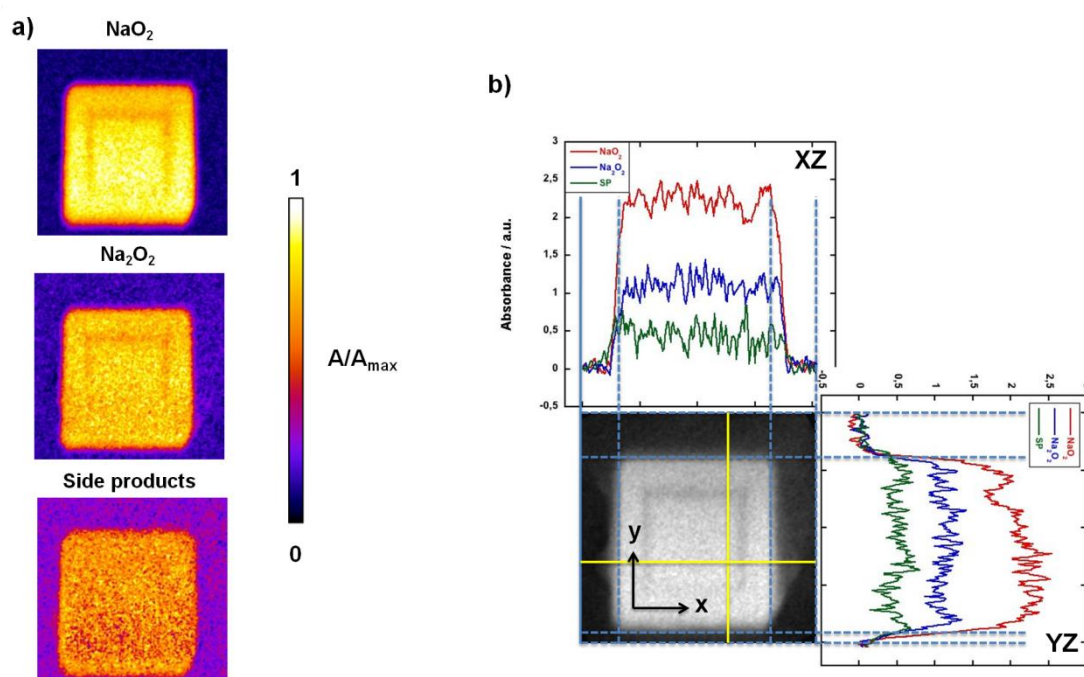 a)
NaO₂
Na₂O₂
Side products
1
A/Aₘₐₓ
0
b)
XZ
NaO₂
Na₂O₂
SP
Absorbance / a.u.
3
2,5
2
1,5
1
0,5
0
-0,5
y
x
-0,5
0
0,5
1
1,5
2
2,5
NaO₂
Na₂O₂
SP
YZ